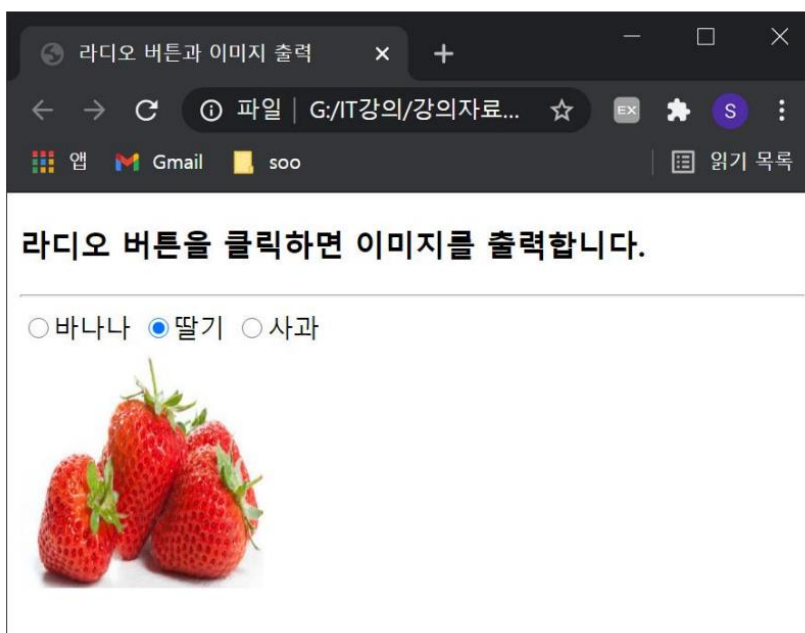 라디오 버튼과 이미지 출력
파일 | G:/IT강의/강의자료...
EX
S
앱 Gmail soo 읽기 목록
라디오 버튼을 클릭하면 이미지를 출력합니다.
바나나 딸기 사과